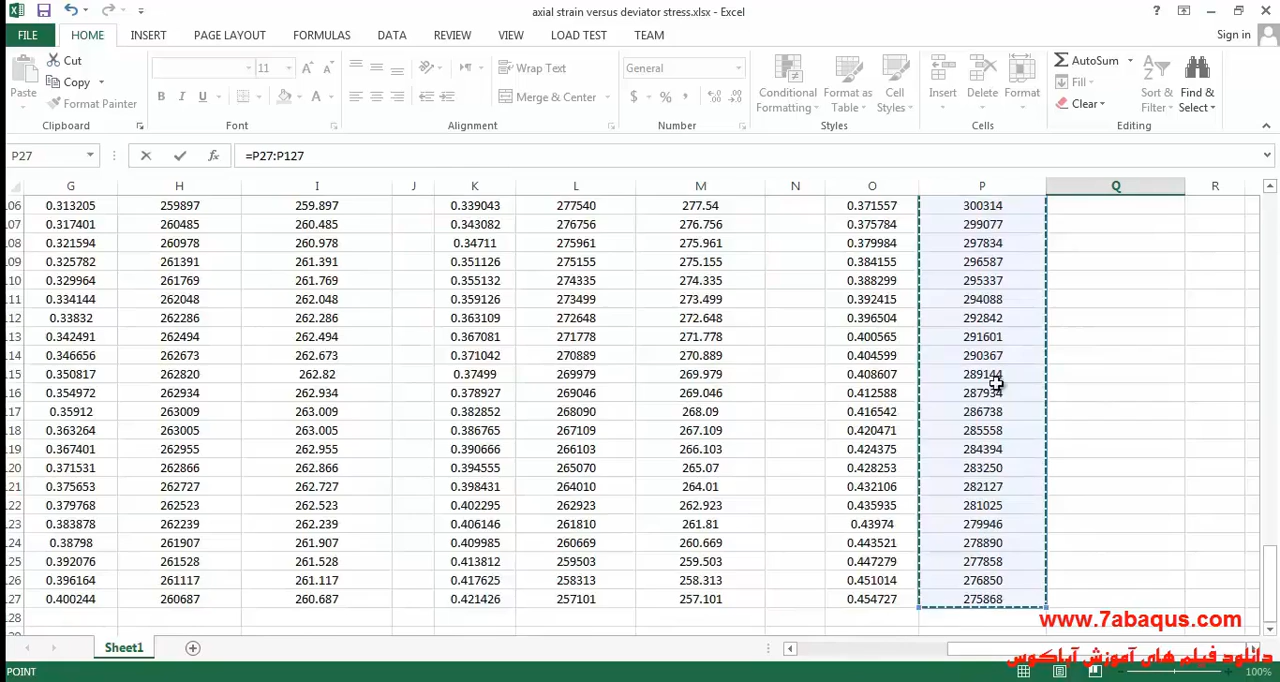 axial strain versus deviator stress.xlsx - Excel
?
FILE HOME INSERT PAGE LAYOUT FORMULAS DATA REVIEW VIEW LOAD TEST TEAM Sign in
Cut 11 Wrap Text General AutoSum
Paste Copy Conditional Formatting Format as Table Cell Styles Insert Delete Format Fill Sort & Filter Find & Select
Format Painter B I U A Merge & Center $ % , Clear
Clipboard Font Alignment Number Styles Cells Editing
P27 fx =P27:P127
G H I J K L M N O P Q R
06 0.313205 259897 259.897 0.339043 277540 277.54 0.371557 300314
07 0.317401 260485 260.485 0.343082 276756 276.756 0.375784 299077
08 0.321594 260978 260.978 0.34711 275961 275.961 0.379984 297834
09 0.325782 261391 261.391 0.351126 275155 275.155 0.384155 296587
10 0.329964 261769 261.769 0.355132 274335 274.335 0.388299 295337
11 0.334144 262048 262.048 0.359126 273499 273.499 0.392415 294088
12 0.33832 262286 262.286 0.363109 272648 272.648 0.396504 292842
13 0.342491 262494 262.494 0.367081 271778 271.778 0.400565 291601
14 0.346656 262673 262.673 0.371042 270889 270.889 0.404599 290367
15 0.350817 262820 262.82 0.37499 269979 269.979 0.408607 289144
16 0.354972 262934 262.934 0.378927 269046 269.046 0.412588 287934
17 0.35912 263009 263.009 0.382852 268090 268.09 0.416542 286738
18 0.363264 263005 263.005 0.386765 267109 267.109 0.420471 285558
19 0.367401 262955 262.955 0.390666 266103 266.103 0.424375 284394
20 0.371531 262866 262.866 0.394555 265070 265.07 0.428253 283250
21 0.375653 262727 262.727 0.398431 264010 264.01 0.432106 282127
22 0.379768 262523 262.523 0.402295 262923 262.923 0.435935 281025
23 0.383878 262239 262.239 0.406146 261810 261.81 0.43974 279946
24 0.38798 261907 261.907 0.409985 260669 260.669 0.443521 278890
25 0.392076 261528 261.528 0.413812 259503 259.503 0.447279 277858
26 0.396164 261117 261.117 0.417625 258313 258.313 0.451014 276850
27 0.400244 260687 260.687 0.421426 257101 257.101 0.454727 275868
28
www.7abaqus.com
Sheet1
دانلود فیلم های آموزش آباکوس
POINT 100%